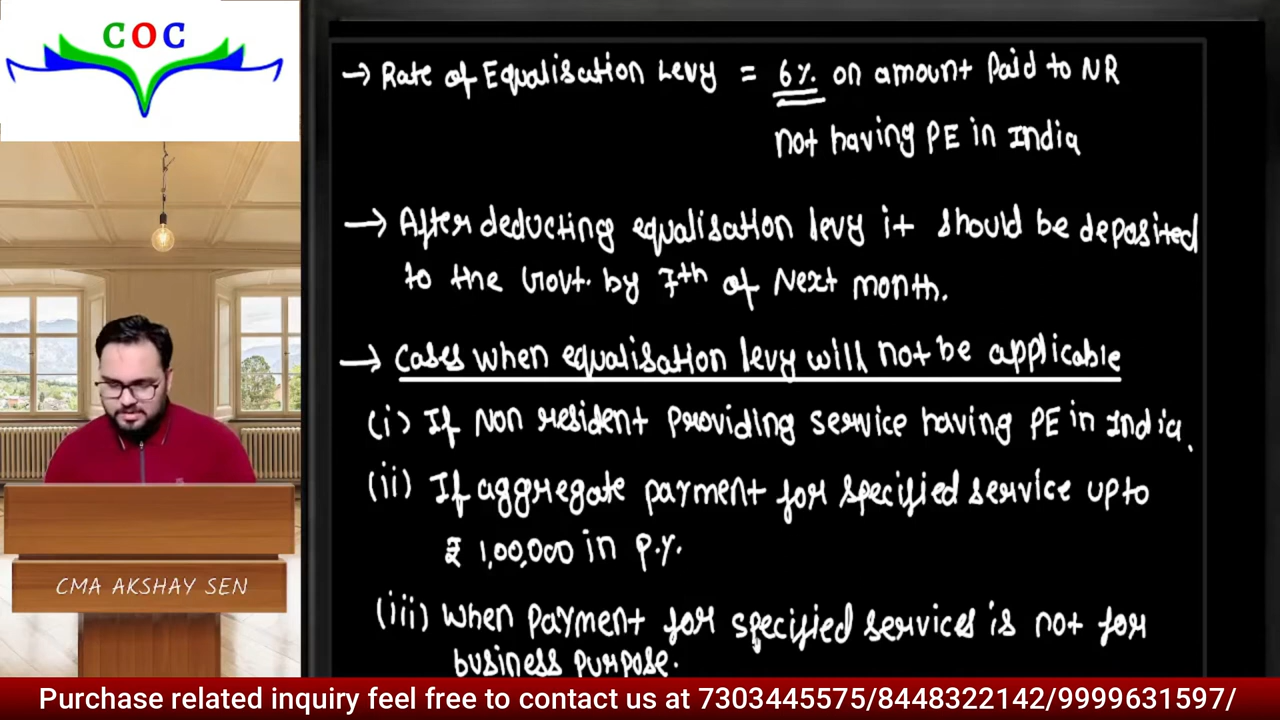 COC
→ Rate of Equalisation Levy = 6% on amount Paid to NR
not having PE in India
→ After deducting equalisation levy it should be deposited
to the Govt. by 7th of Next month.
→ Cases when equalisation levy will not be applicable
(i) If Non resident Providing service having PE in India.
(ii) If aggregate payment for specified service upto
₹ 1,00,000 in P.Y.
(iii) When Payment for specified services is not for
business purpose.
CMA AKSHAY SEN
Purchase related inquiry feel free to contact us at 7303445575/8448322142/9999631597/